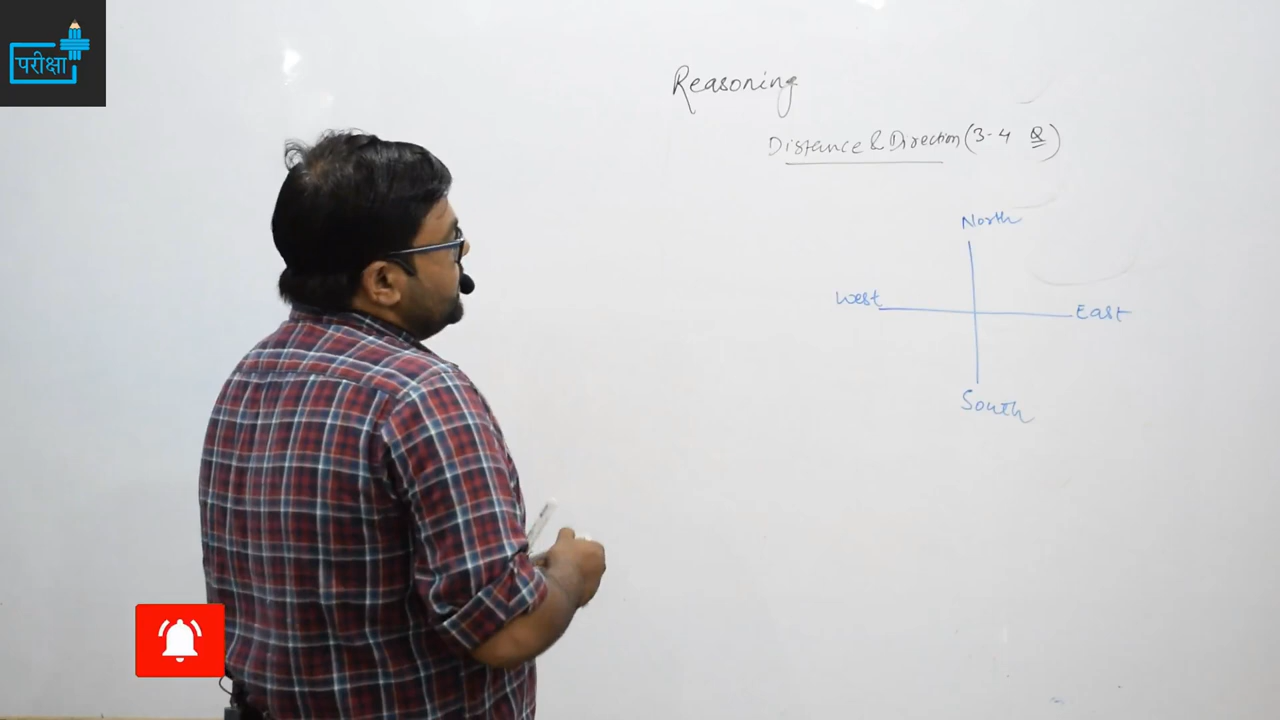 परीक्षा
Reasoning
Distance & Direction (3-4 Q)
North
West
East
South